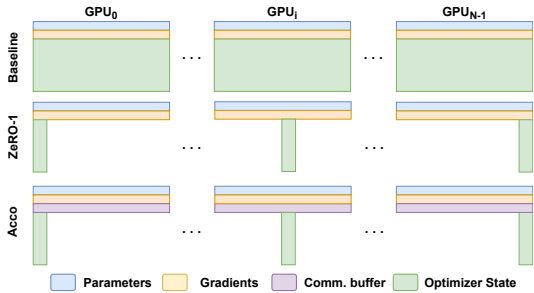 GPU0 GPUi GPUN-1
Baseline
. . . . . .
ZeRO-1
. . . . . .
Acco
. . . . . .
Parameters Gradients Comm. buffer Optimizer State